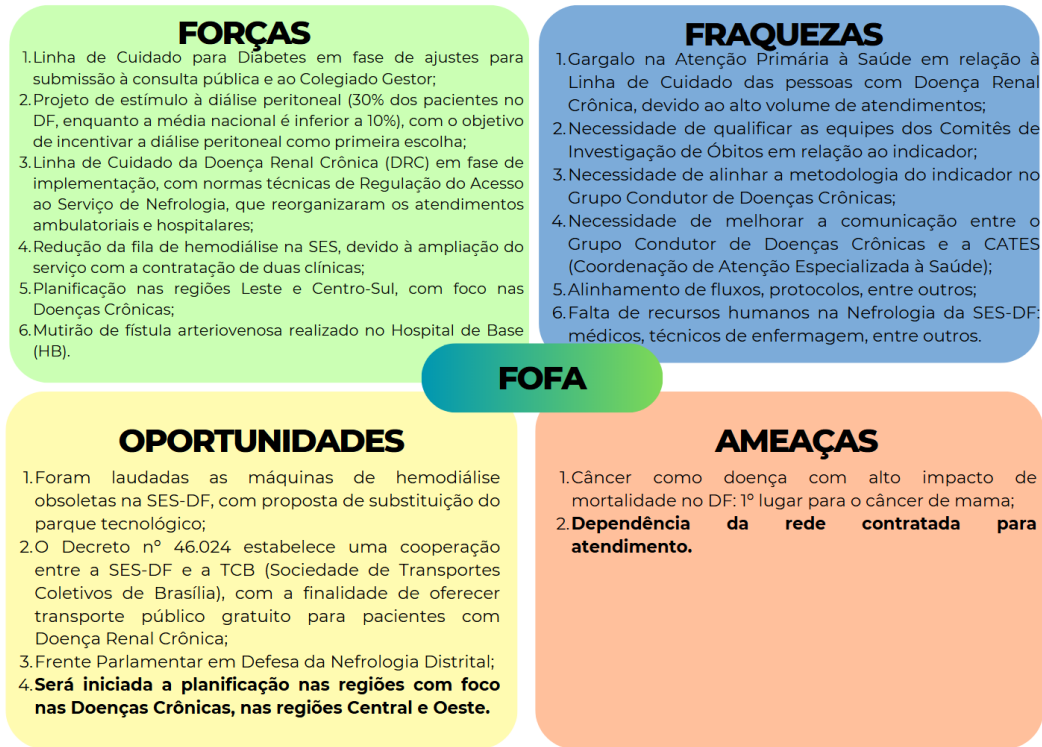 FORÇAS
1. Linha de Cuidado para Diabetes em fase de ajustes para
submissão à consulta pública e ao Colegiado Gestor;
2. Projeto de estímulo à diálise peritoneal (30% dos pacientes no
DF, enquanto a média nacional é inferior a 10%), com o objetivo
de incentivar a diálise peritoneal como primeira escolha;
3. Linha de Cuidado da Doença Renal Crônica (DRC) em fase de
implementação, com normas técnicas de Regulação do Acesso
ao Serviço de Nefrologia, que reorganizaram os atendimentos
ambulatoriais e hospitalares;
4. Redução da fila de hemodiálise na SES, devido à ampliação do
serviço com a contratação de duas clínicas;
5. Planificação nas regiões Leste e Centro-Sul, com foco nas
Doenças Crônicas;
6. Mutirão de fístula arteriovenosa realizado no Hospital de Base
(HB).
FRAQUEZAS
1. Gargalo na Atenção Primária à Saúde em relação à
Linha de Cuidado das pessoas com Doença Renal
Crônica, devido ao alto volume de atendimentos;
2. Necessidade de qualificar as equipes dos Comitês de
Investigação de Óbitos em relação ao indicador;
3. Necessidade de alinhar a metodologia do indicador no
Grupo Condutor de Doenças Crônicas;
4. Necessidade de melhorar a comunicação entre o
Grupo Condutor de Doenças Crônicas e a CATES
(Coordenação de Atenção Especializada à Saúde);
5. Alinhamento de fluxos, protocolos, entre outros;
6. Falta de recursos humanos na Nefrologia da SES-DF:
médicos, técnicos de enfermagem, entre outros.
FOFA
OPORTUNIDADES
1. Foram laudadas as máquinas de hemodiálise
obsoletas na SES-DF, com proposta de substituição do
parque tecnológico;
2. O Decreto nº 46.024 estabelece uma cooperação
entre a SES-DF e a TCB (Sociedade de Transportes
Coletivos de Brasília), com a finalidade de oferecer
transporte público gratuito para pacientes com
Doença Renal Crônica;
3. Frente Parlamentar em Defesa da Nefrologia Distrital;
4. Será iniciada a planificação nas regiões com foco
nas Doenças Crônicas, nas regiões Central e Oeste.
AMEAÇAS
1. Câncer como doença com alto impacto de
mortalidade no DF: 1º lugar para o câncer de mama;
2. Dependência da rede contratada para
atendimento.